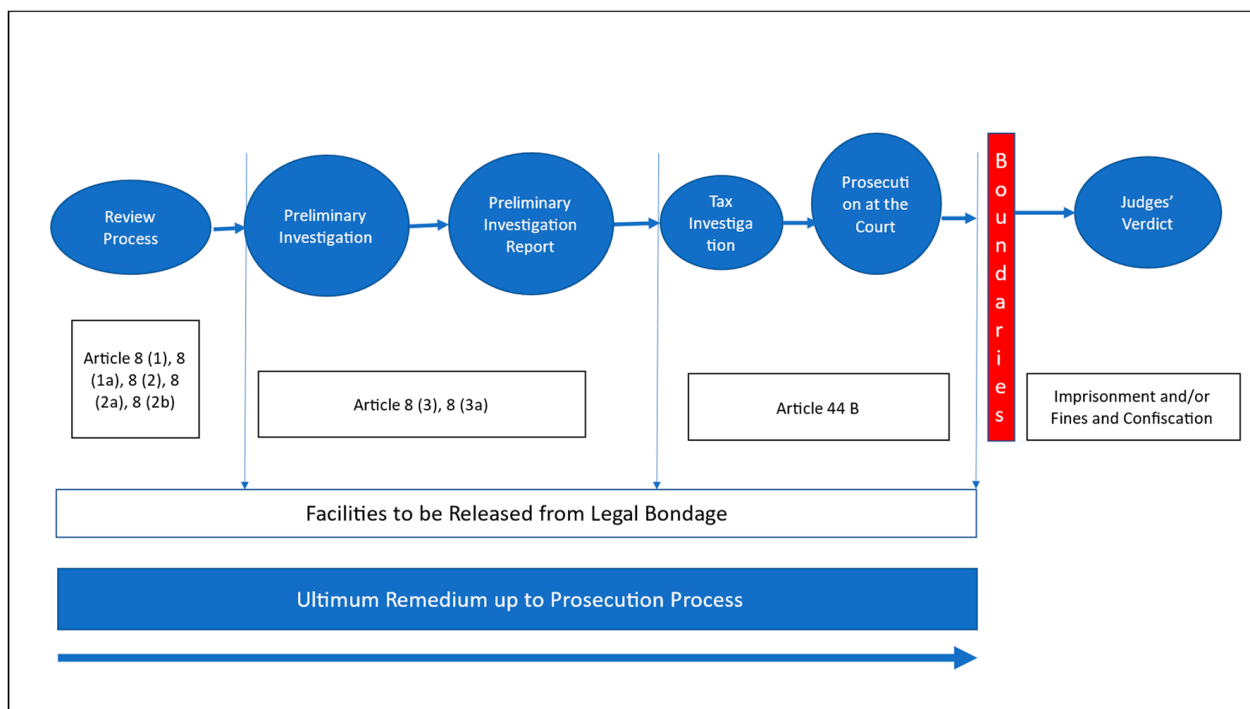 Review
Process
Preliminary
Investigation
Preliminary
Investigation
Report
Tax
Investiga
tion
Prosecuti
on at the
Court
B
o
u
n
d
a
r
i
e
s
Judges’
Verdict
Article 8 (1), 8
(1a), 8 (2), 8
(2a), 8 (2b)
Article 8 (3), 8 (3a)
Article 44 B
Imprisonment and/or
Fines and Confiscation
Facilities to be Released from Legal Bondage
Ultimum Remedium up to Prosecution Process